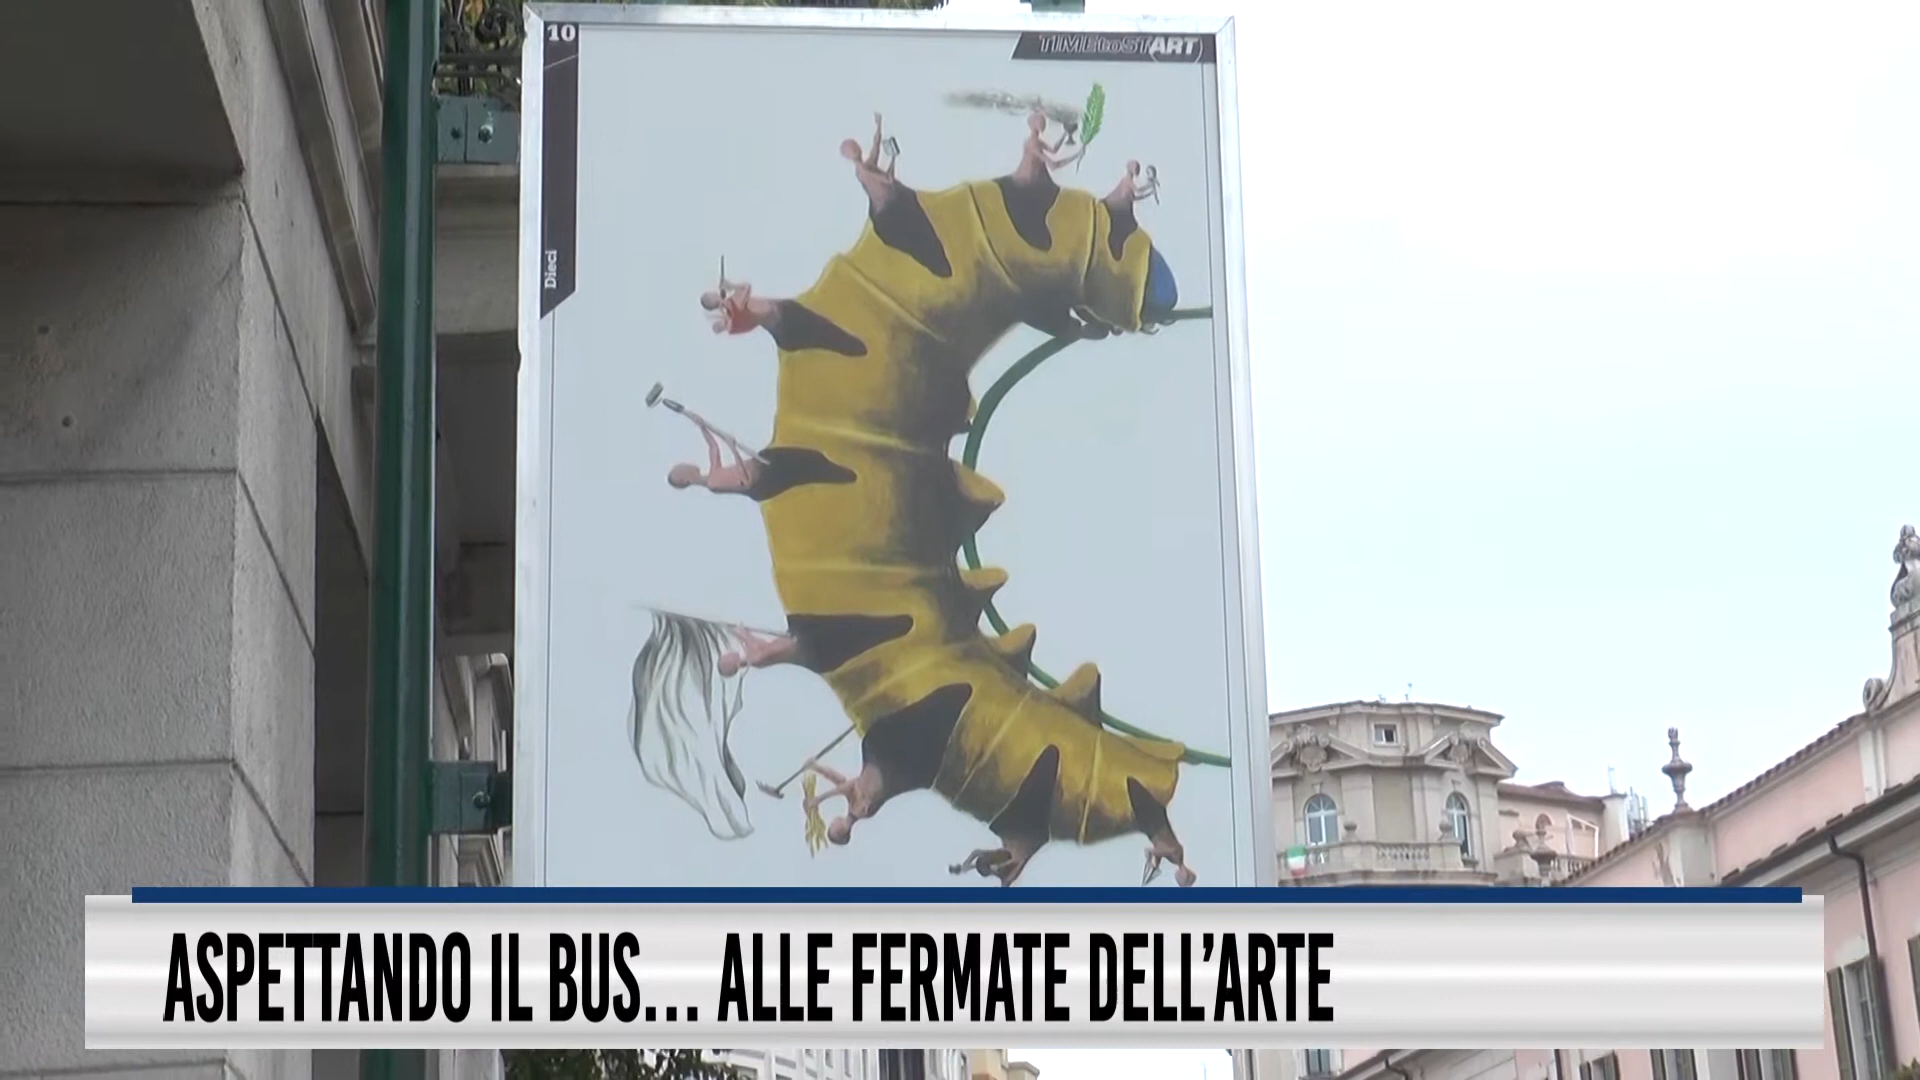 10
TIMEtoSTART)
Dieci
ASPETTANDO IL BUS... ALLE FERMATE DELL'ARTE